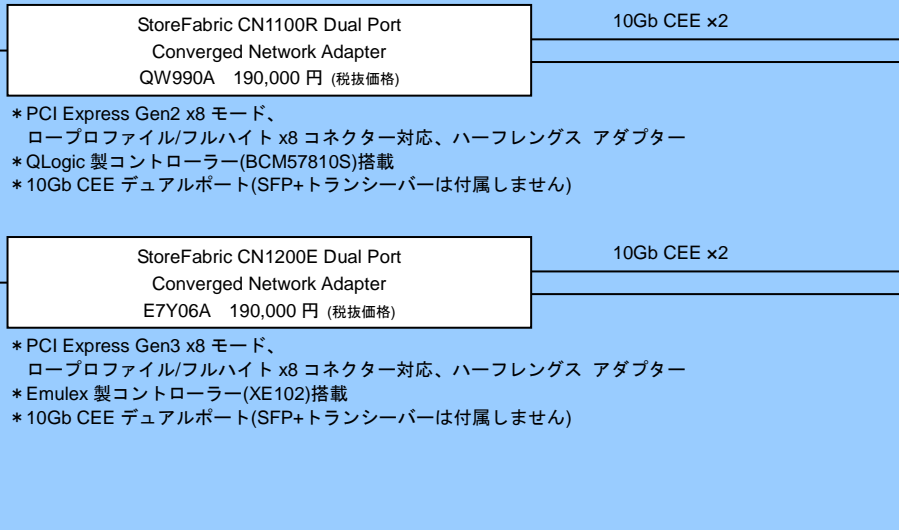 StoreFabric CN1100R Dual Port
Converged Network Adapter
QW990A 190,000 円 (税抜価格)
10Gb CEE ×2
＊PCI Express Gen2 x8 モード、
ロープロファイル/フルハイト x8 コネクター対応、ハーフレングス アダプター
＊QLogic 製コントローラー(BCM57810S)搭載
＊10Gb CEE デュアルポート(SFP+トランシーバーは付属しません)
StoreFabric CN1200E Dual Port
Converged Network Adapter
E7Y06A 190,000 円 (税抜価格)
10Gb CEE ×2
＊PCI Express Gen3 x8 モード、
ロープロファイル/フルハイト x8 コネクター対応、ハーフレングス アダプター
＊Emulex 製コントローラー(XE102)搭載
＊10Gb CEE デュアルポート(SFP+トランシーバーは付属しません)